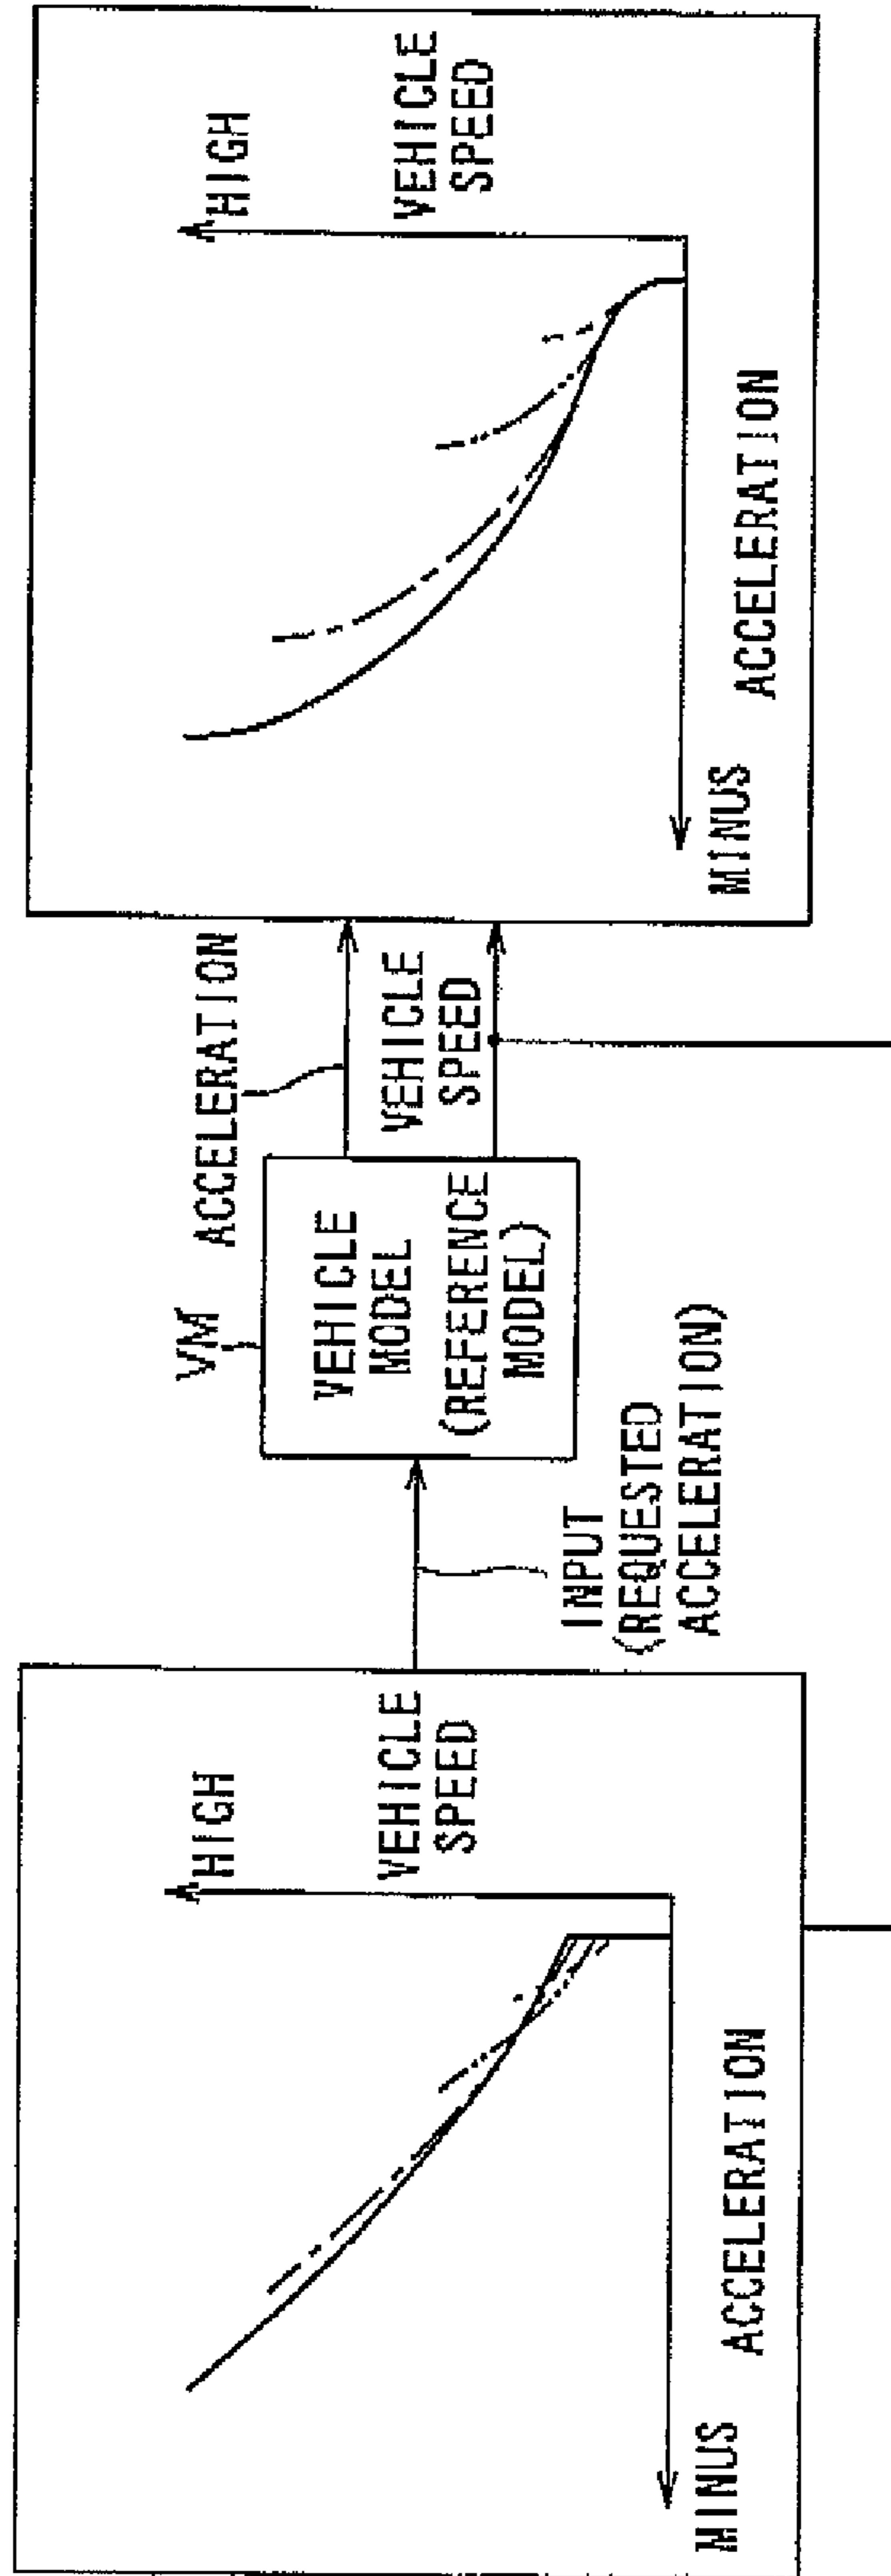 HIGH
VEHICLE
SPEED
MINUS
ACCELERATION
INPUT
(REQUESTED
ACCELERATION)
VM
VEHICLE
MODEL
(REFERENCE
MODEL)
ACCELERATION
VEHICLE
SPEED
HIGH
VEHICLE
SPEED
MINUS
ACCELERATION